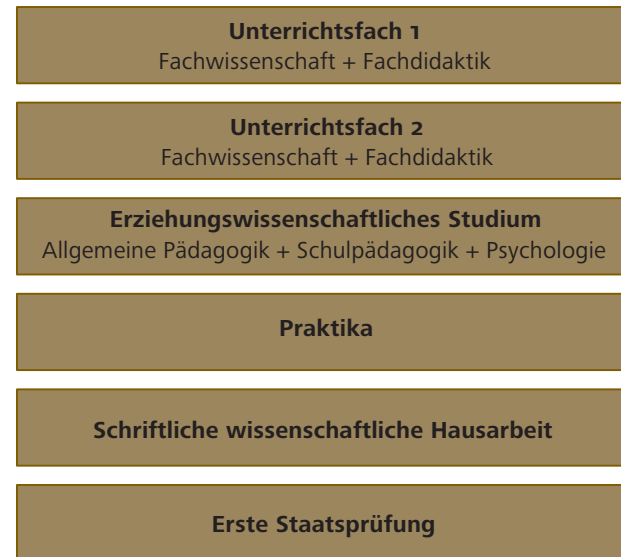 Unterrichtsfach 1
Fachwissenschaft + Fachdidaktik
Unterrichtsfach 2
Fachwissenschaft + Fachdidaktik
Erziehungswissenschaftliches Studium
Allgemeine Pädagogik + Schulpädagogik + Psychologie
Praktika
Schriftliche wissenschaftliche Hausarbeit
Erste Staatsprüfung